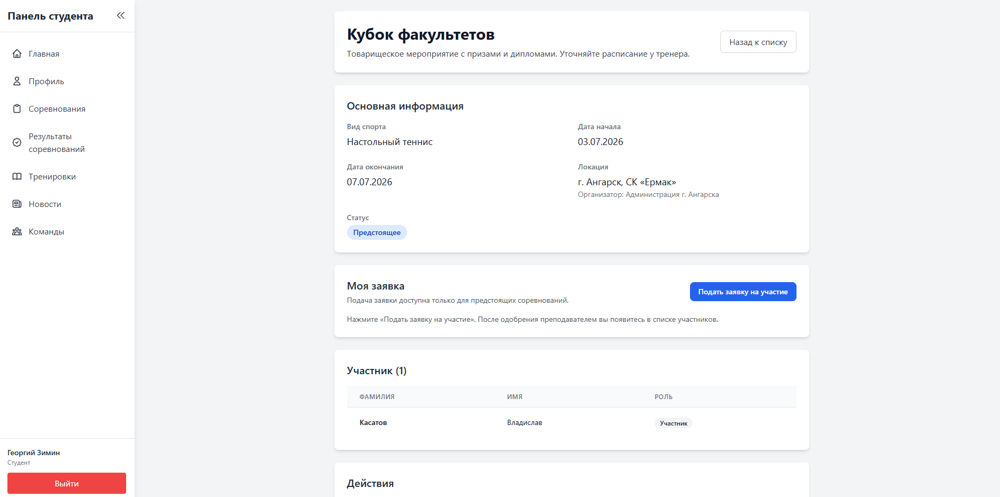 Панель студента
Главная
Профиль
Соревнования
Результаты
соревнований
Тренировки
Новости
Команды
Георгий Зимин
Студент
Выйти
Кубок факультетов
Товарищеское мероприятие с призами и дипломами. Уточняйте расписание у тренера.
Назад к списку
Основная информация
Вид спорта
Настольный теннис
Дата начала
03.07.2026
Дата окончания
07.07.2026
Локация
г. Ангарск, СК «Ермак»
Организатор: Администрация г. Ангарска
Статус
Предстоящее
Моя заявка
Подача заявки доступна только для предстоящих соревнований.
Подать заявку на участие
Нажмите «Подать заявку на участие». После одобрения преподавателем вы появитесь в списке участников.
Участник (1)
ФАМИЛИЯ ИМЯ РОЛЬ
Касатов Владислав Участник
Действия